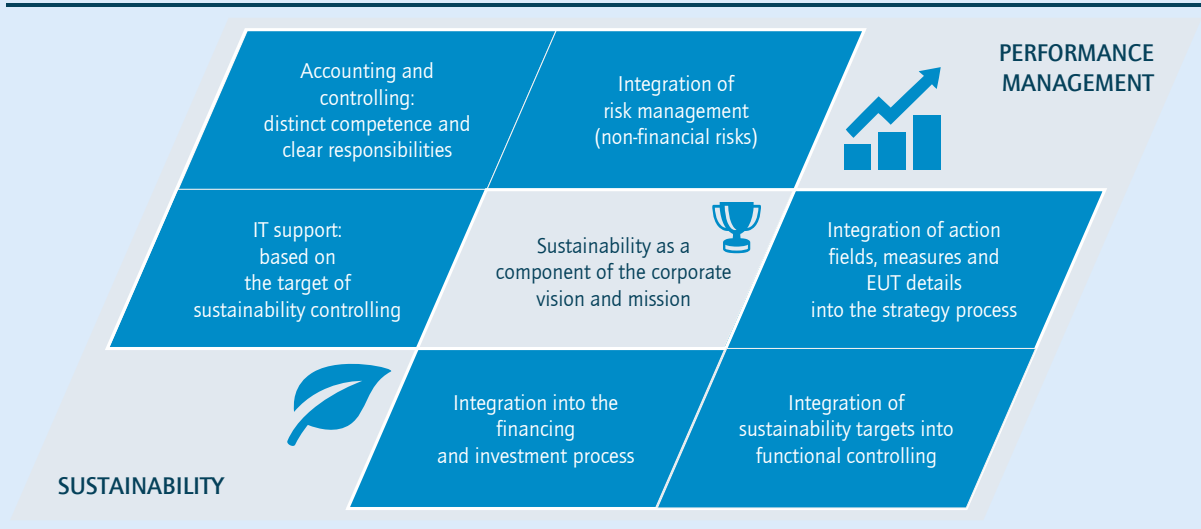 Accounting and
controlling:
distinct competence and
clear responsibilities
Integration of
risk management
(non-financial risks)
PERFORMANCE
MANAGEMENT
IT support:
based on
the target of
sustainability controlling
Sustainability as a
component of the corporate
vision and mission
Integration of action
fields, measures and
EUT details
into the strategy process
SUSTAINABILITY
Integration into the
financing
and investment process
Integration of
sustainability targets into
functional controlling